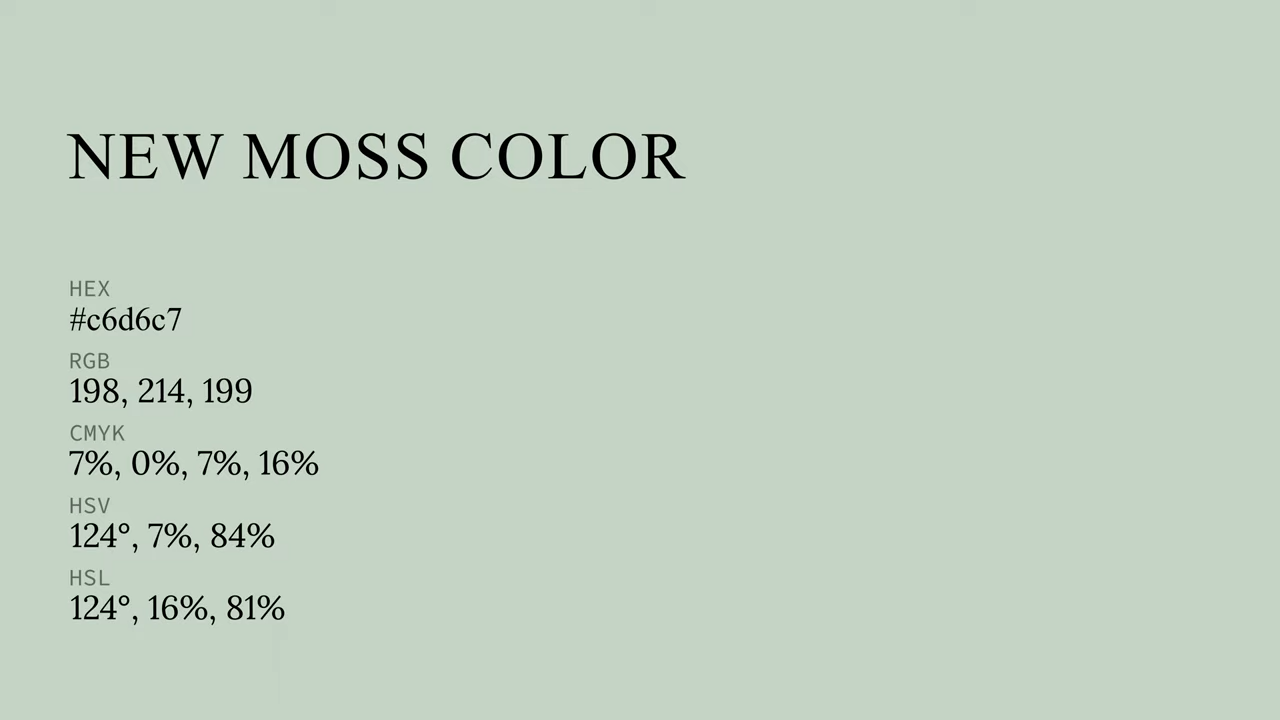 NEW MOSS COLOR
HEX
#c6d6c7
RGB
198, 214, 199
CMYK
7%, 0%, 7%, 16%
HSV
124°, 7%, 84%
HSL
124°, 16%, 81%